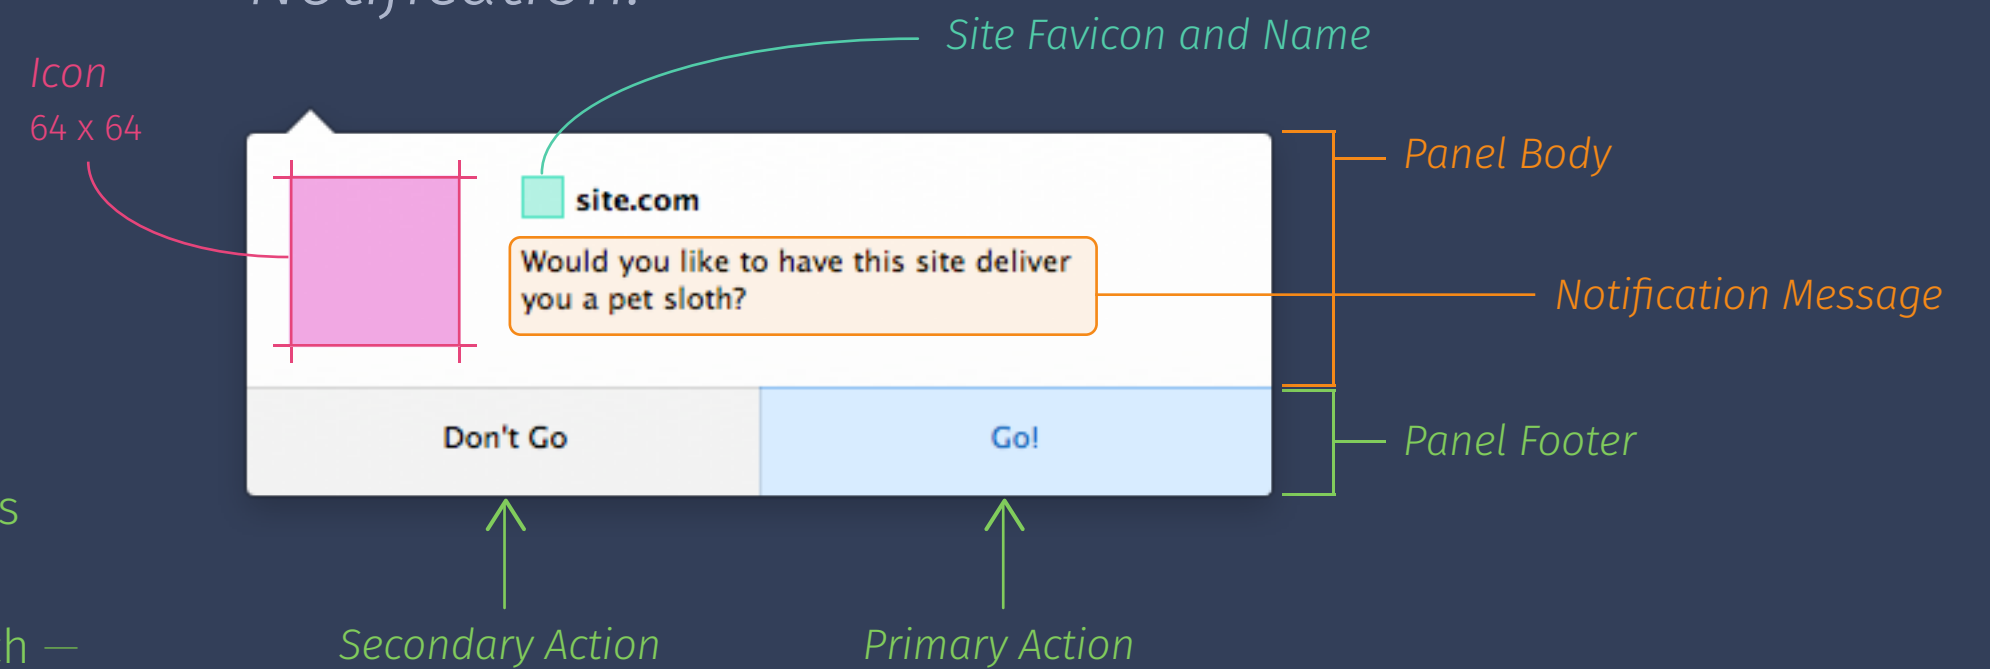 Notification.
Site Favicon and Name
Icon
64 x 64
Panel Body
site.com
Would you like to have this site deliver
you a pet sloth?
Notification Message
Don't Go
Go!
Panel Footer
s
h —
Secondary Action
Primary Action